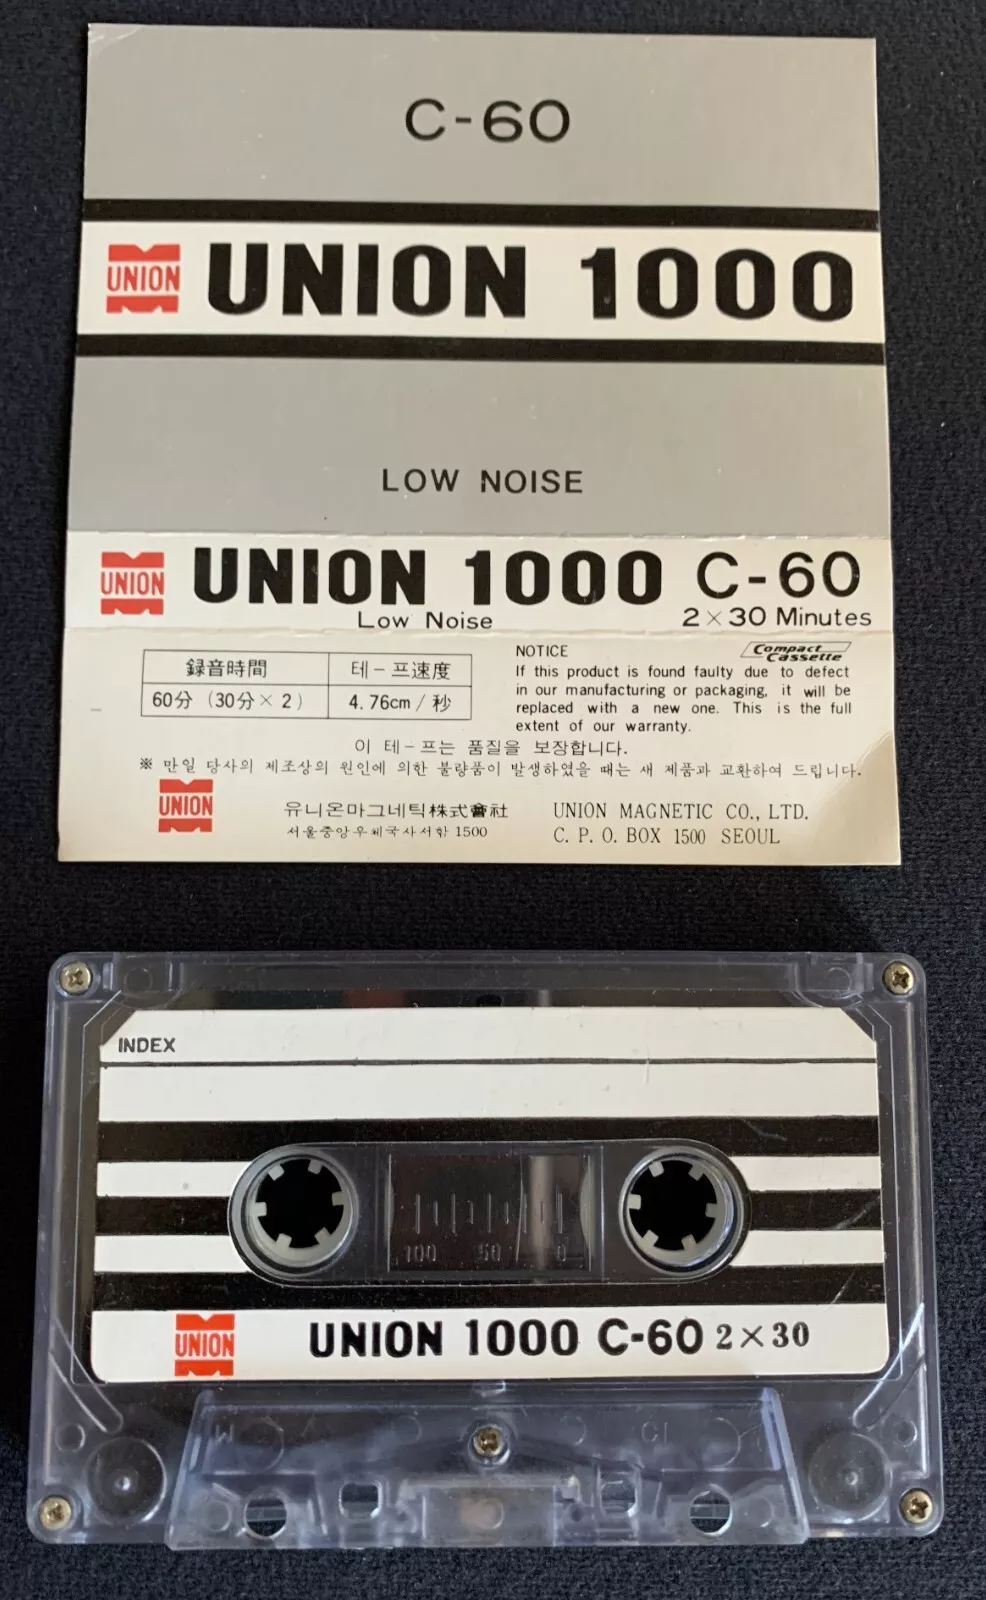 C-60
UNION
UNION 1000
LOW NOISE
UNION
UNION 1000 C-60
Low Noise
2×30 Minutes
録音時間
테-프速度
60分 (30分×2)
4.76cm/秒
NOTICE
Compact Cassette
If this product is found faulty due to defect
in our manufacturing or packaging, it will be
replaced with a new one. This is the full
extent of our warranty.
이 테-프는 품질을 보장합니다.
※ 만일 당사의 제조상의 원인에 의한 불량품이 발생하였을 때는 새 제품과 교환하여 드립니다.
UNION
유니온마그네틱株式會社
서울중앙우체국사서함 1500
UNION MAGNETIC CO., LTD.
C. P. O. BOX 1500 SEOUL
INDEX
100 50 0
UNION
UNION 1000 C-60 2×30